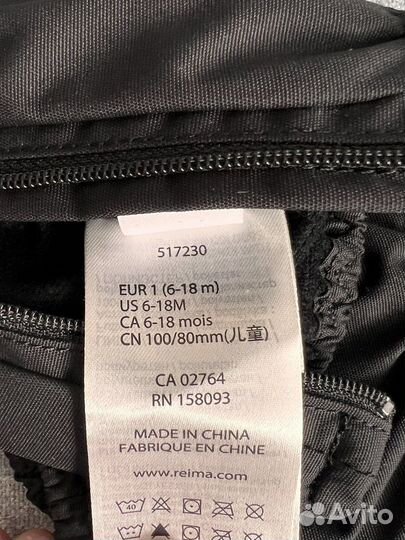 517230
EUR 1 (6-18 m)
US 6-18M
CA 6-18 mois
CN 100/80mm(儿童)
CA 02764
RN 158093
MADE IN CHINA
FABRIQUE EN CHINE
www.reima.com
40
Avito